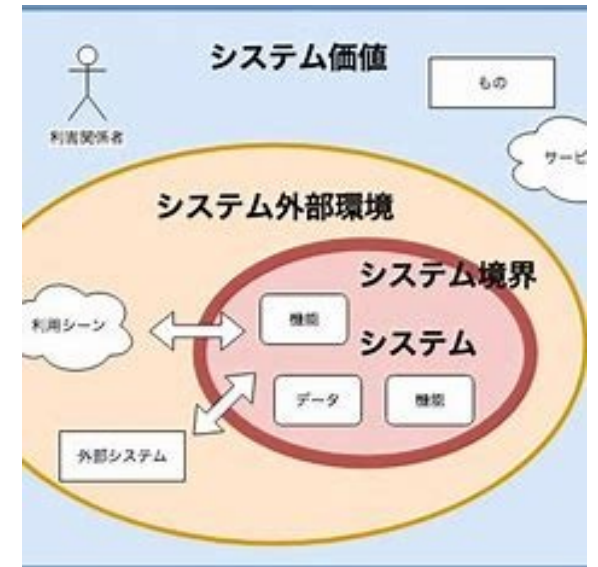 システム価値
もの
利害関係者
サービ
システム外部環境
システム境界
利用シーン
機能
システム
データ
機能
外部システム